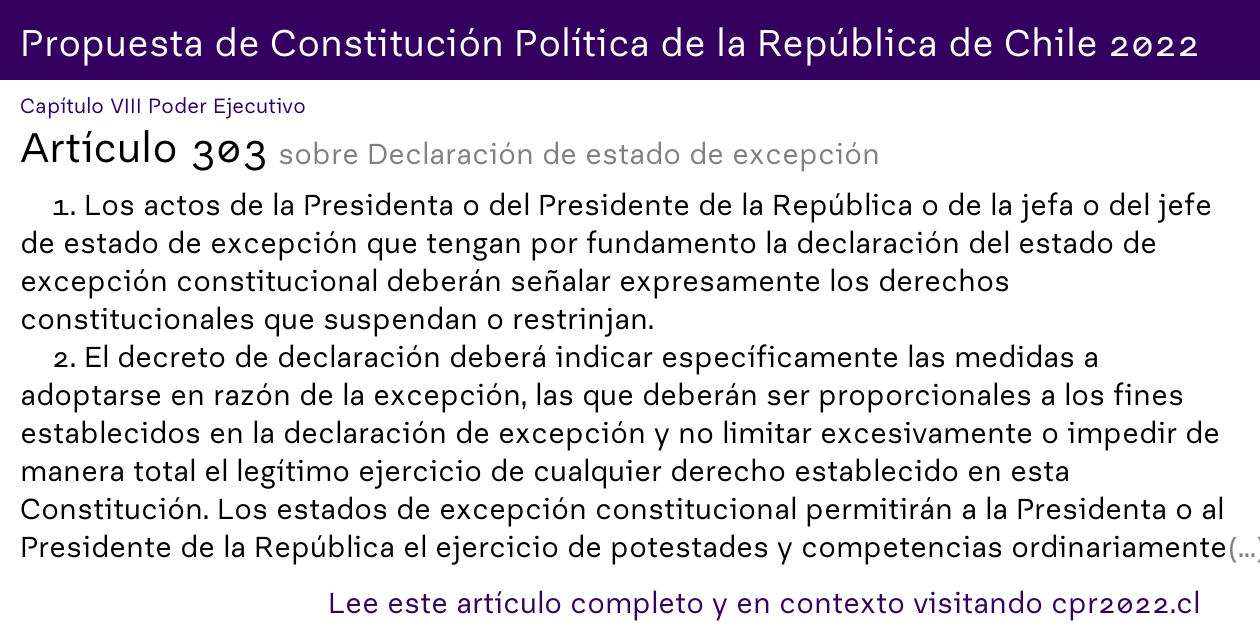 Propuesta de Constitución Política de la República de Chile 2022
Capítulo VIII Poder Ejecutivo
Artículo 303 sobre Declaración de estado de excepción
1. Los actos de la Presidenta o del Presidente de la República o de la jefa o del jefe
de estado de excepción que tengan por fundamento la declaración del estado de
excepción constitucional deberán señalar expresamente los derechos
constitucionales que suspendan o restrinjan.
2. El decreto de declaración deberá indicar específicamente las medidas a
adoptarse en razón de la excepción, las que deberán ser proporcionales a los fines
establecidos en la declaración de excepción y no limitar excesivamente o impedir de
manera total el legítimo ejercicio de cualquier derecho establecido en esta
Constitución. Los estados de excepción constitucional permitirán a la Presidenta o al
Presidente de la República el ejercicio de potestades y competencias ordinariamente(...)
Lee este artículo completo y en contexto visitando cpr2022.cl